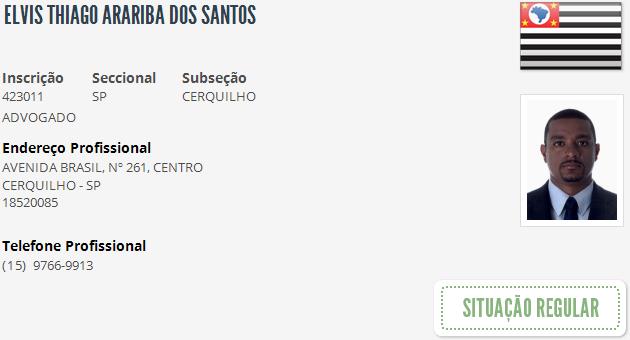 ELVIS THIAGO ARARIBA DOS SANTOS
Inscrição Seccional Subseção
423011 SP CERQUILHO
ADVOGADO
Endereço Profissional
AVENIDA BRASIL, Nº 261, CENTRO
CERQUILHO - SP
18520085
Telefone Profissional
(15) 9766-9913
SITUAÇÃO REGULAR